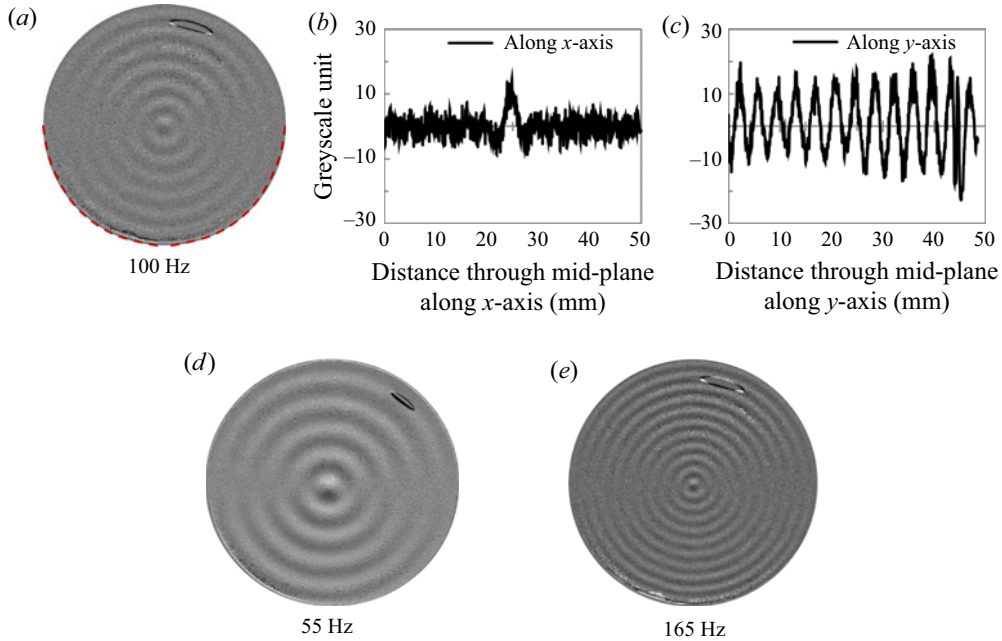 (a)
100 Hz
(b)
30
10
–10
–30
Greyscale unit
Along x-axis
0 10 20 30 40 50
Distance through mid-plane
along x-axis (mm)
(c)
30
10
–10
–30
Along y-axis
0 10 20 30 40 50
Distance through mid-plane
along y-axis (mm)
(d)
55 Hz
(e)
165 Hz